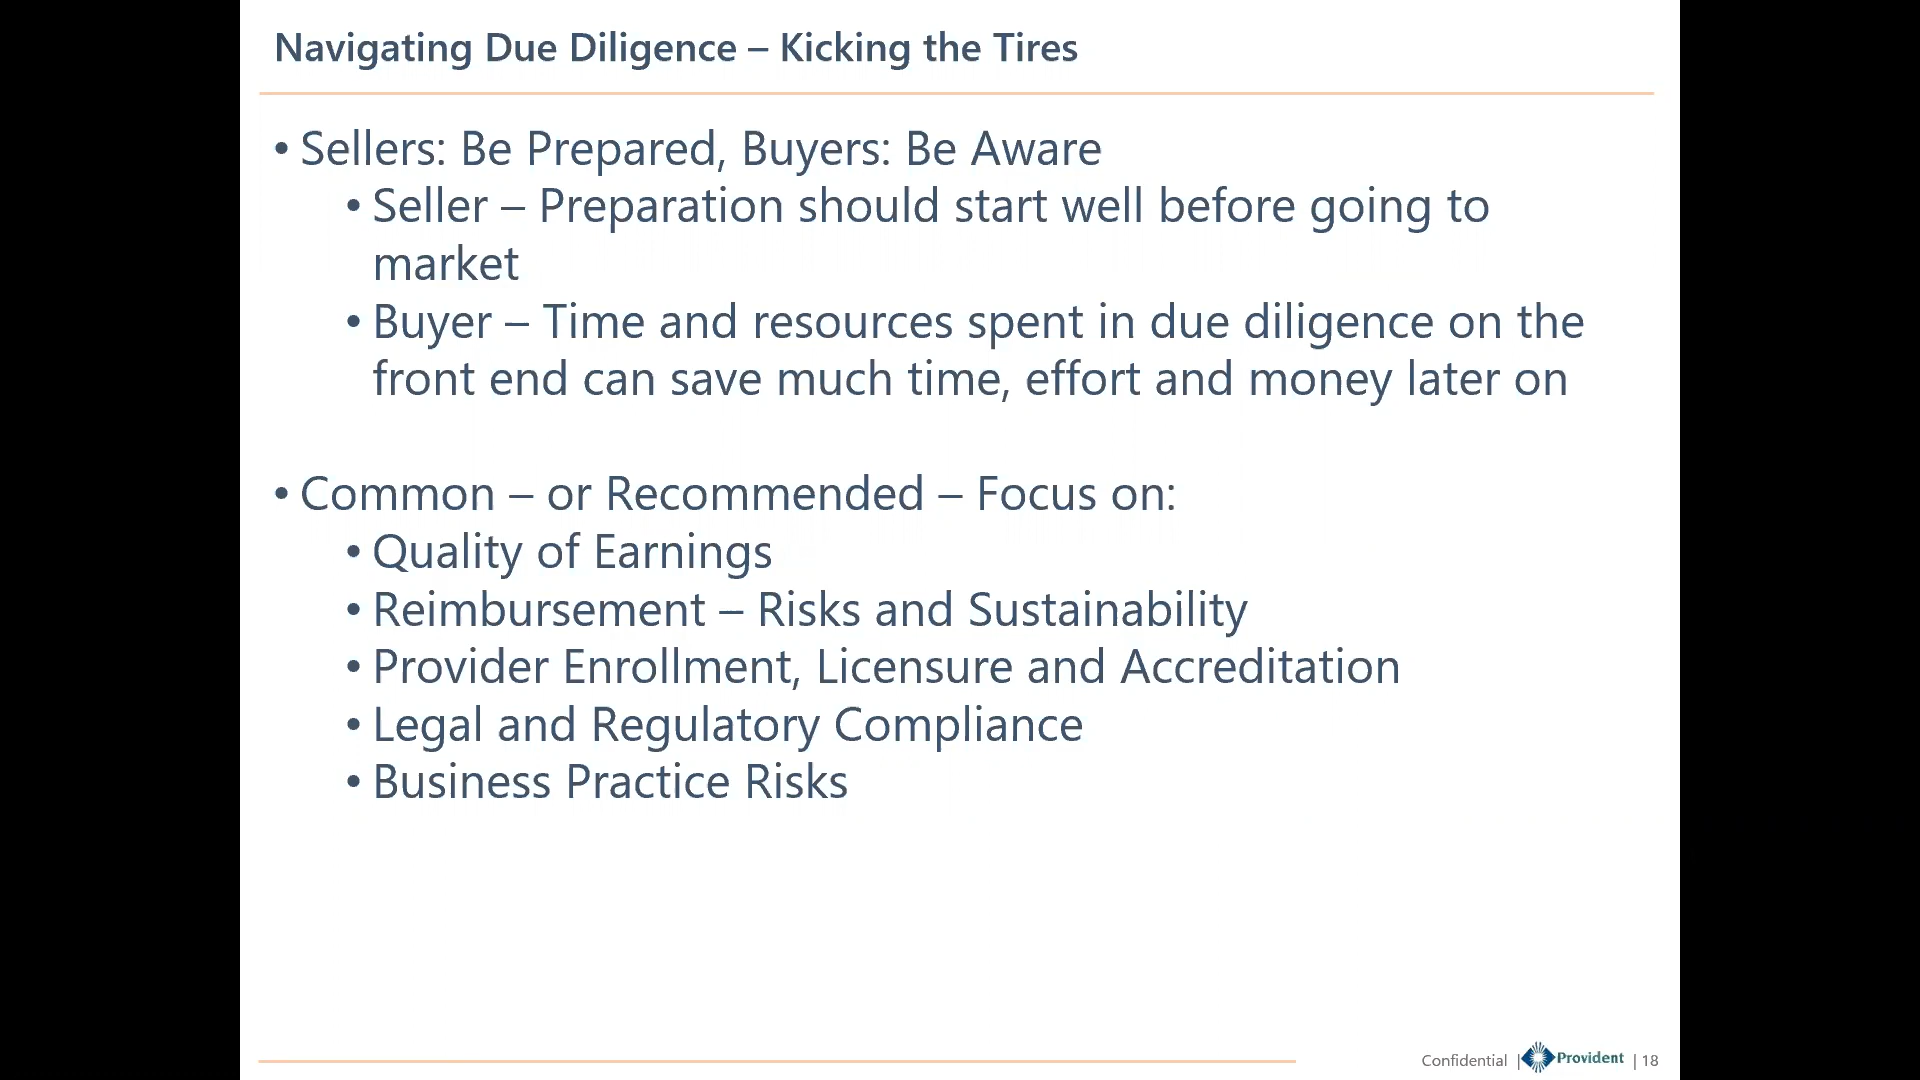 Navigating Due Diligence – Kicking the Tires
• Sellers: Be Prepared, Buyers: Be Aware
• Seller – Preparation should start well before going to
market
• Buyer – Time and resources spent in due diligence on the
front end can save much time, effort and money later on
• Common – or Recommended – Focus on:
• Quality of Earnings
• Reimbursement – Risks and Sustainability
• Provider Enrollment, Licensure and Accreditation
• Legal and Regulatory Compliance
• Business Practice Risks
Confidential | Provident | 18